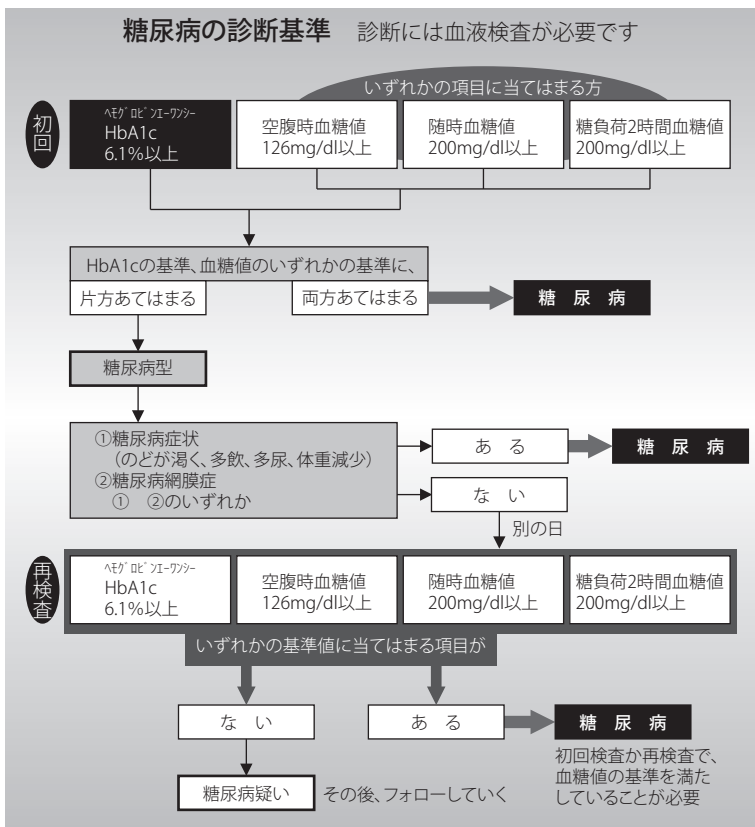 糖尿病の診断基準 診断には血液検査が必要です
いずれかの項目に当てはまる方
初回
ﾍﾓｸﾞﾛﾋﾞﾝｴｰﾜﾝｼｰ
HbA1c
6.1%以上
空腹時血糖値
126mg/dl以上
随時血糖値
200mg/dl以上
糖負荷2時間血糖値
200mg/dl以上
HbA1cの基準、血糖値のいずれかの基準に、
片方あてはまる
両方あてはまる
糖尿病
糖尿病型
①糖尿病症状
(のどが渇く、多飲、多尿、体重減少)
②糖尿病網膜症
① ②のいずれか
ある
糖尿病
ない
別の日
再検査
ﾍﾓｸﾞﾛﾋﾞﾝｴｰﾜﾝｼｰ
HbA1c
6.1%以上
空腹時血糖値
126mg/dl以上
随時血糖値
200mg/dl以上
糖負荷2時間血糖値
200mg/dl以上
いずれかの基準値に当てはまる項目が
ない
ある
糖尿病
初回検査か再検査で、
血糖値の基準を満た
していることが必要
糖尿病疑い
その後、フォローしていく